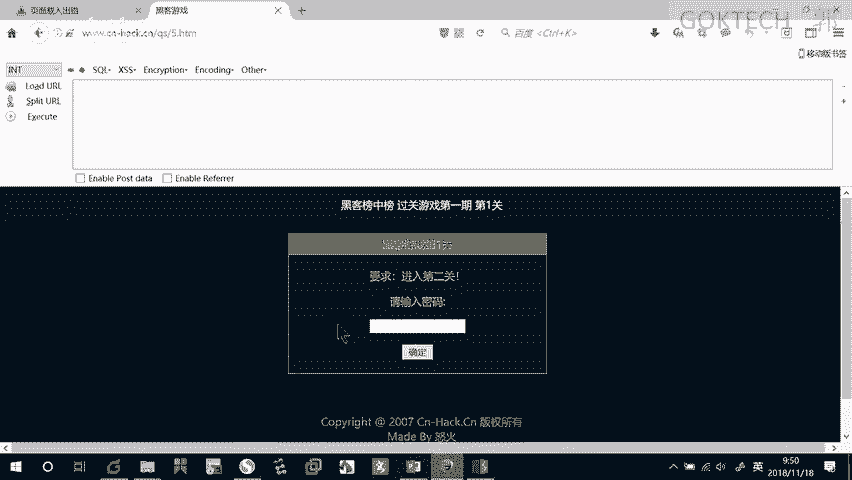 页面载入出错
黑客游戏
GOKTECH
www.cn-hack.cn/qs/5.htm
百度 <Ctrl+K>
移动版书签
INT
SQL- XSS- Encryption- Encoding- Other-
Load URL
Split URL
Execute
Enable Post data
Enable Referrer
黑客榜中榜 过关游戏第一期 第1关
要求：进入第二关！
请输入密码:
确定
Copyright @ 2007 Cn-Hack.Cn 版权所有
Made By 怒火
英
9:50
2018/11/18